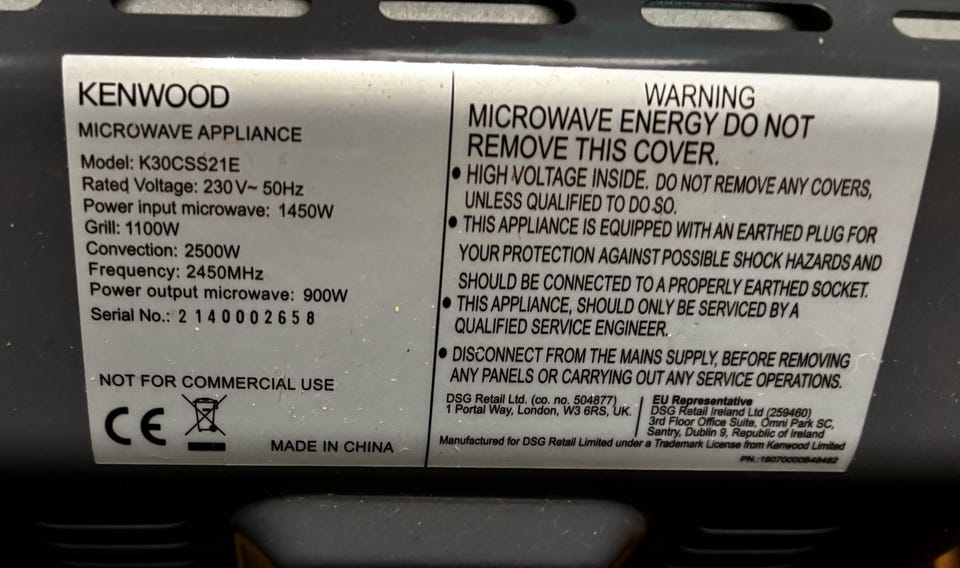 KENWOOD
MICROWAVE APPLIANCE
Model: K30CSS21E
Rated Voltage: 230V~ 50Hz
Power input microwave: 1450W
Grill: 1100W
Convection: 2500W
Frequency: 2450MHz
Power output microwave: 900W
Serial No.: 2140002658
NOT FOR COMMERCIAL USE
CE
MADE IN CHINA
WARNING
MICROWAVE ENERGY DO NOT
REMOVE THIS COVER.
• HIGH VOLTAGE INSIDE. DO NOT REMOVE ANY COVERS,
UNLESS QUALIFIED TO DO SO.
• THIS APPLIANCE IS EQUIPPED WITH AN EARTHED PLUG FOR
YOUR PROTECTION AGAINST POSSIBLE SHOCK HAZARDS AND
SHOULD BE CONNECTED TO A PROPERLY EARTHED SOCKET.
• THIS APPLIANCE, SHOULD ONLY BE SERVICED BY A
QUALIFIED SERVICE ENGINEER.
• DISCONNECT FROM THE MAINS SUPPLY, BEFORE REMOVING
ANY PANELS OR CARRYING OUT ANY SERVICE OPERATIONS.
DSG Retail Ltd. (co. no. 504877)
1 Portal Way, London, W3 6RS, UK.
EU Representative
DSG Retail Ireland Ltd (259460)
3rd Floor Office Suite, Omni Park SC,
Santry, Dublin 9, Republic of Ireland
Manufactured for DSG Retail Limited under a Trademark License from Kenwood Limited